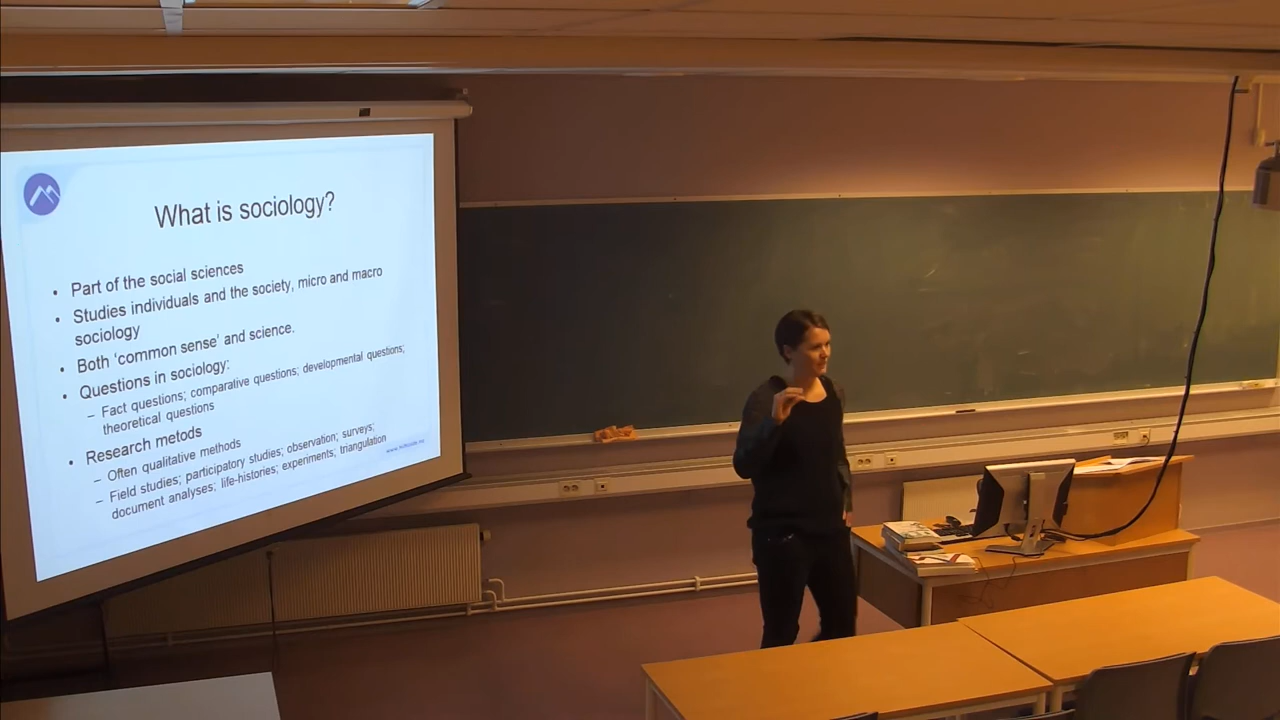 What is sociology?
• Part of the social sciences
• Studies individuals and the society, micro and macro
sociology
• Both ‘common sense’ and science.
• Questions in sociology:
– Fact questions; comparative questions; developmental questions;
theoretical questions
• Research metods
– Often qualitative methods
– Field studies; participatory studies; observation; surveys;
document analyses; life-histories; experiments; triangulation